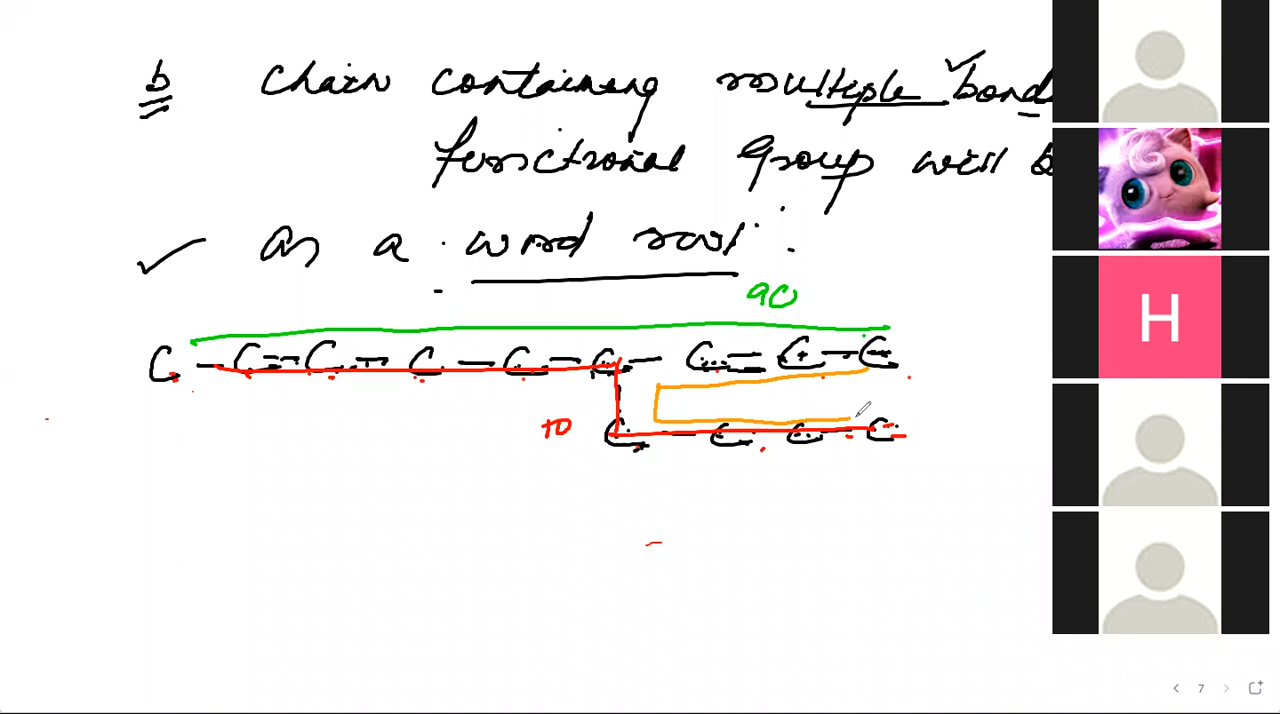 b Chain containing multiple bond
functional group will b
✓ as a word root.
9C
C - C = C - C - C - C - C = C - C
10 C - C - C - C
H
7